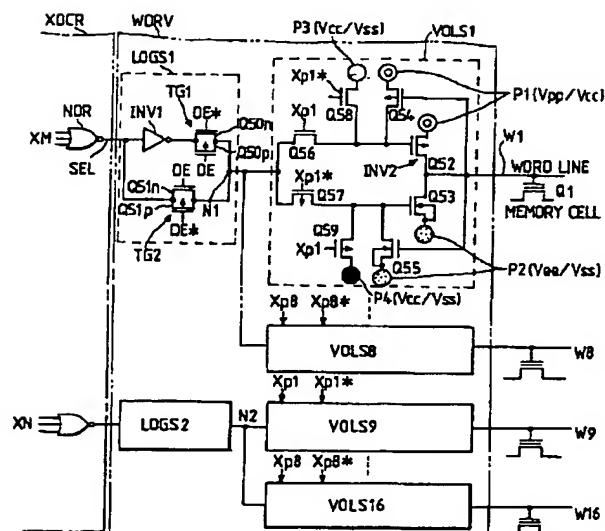 XDCR
WDRV
LOGS1
P3(Vcc/Vss)
VOLS1
NOR
INV1
TG1
DE*
Q50n
Q50p
DE
XM
SEL
Q51n
DE
Q51p
N1
DE*
TG2
Xp1*
Q58
Q54
P1(Vpp/Vcc)
Xp1
Q56
INV2
Q52
W1
WORD LINE
Xp1*
Q57
Q53
Q1
MEMORY CELL
Q59
Xp1
Q55
P2(Vee/Vss)
P4(Vcc/Vss)
Xp8
Xp8*
VOLS8
W8
XN
LOGS2
N2
Xp1
Xp1*
VOLS9
W9
Xp8
Xp8*
VOLS16
W16